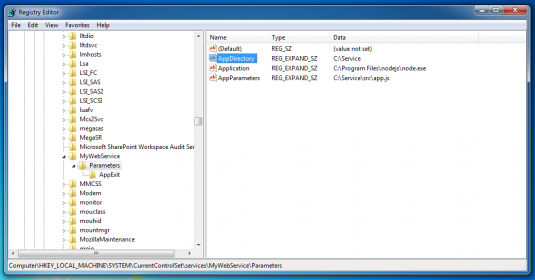 Registry Editor
File Edit View Favorites Help
lltdio
lltdsvc
lmhosts
Lsa
LSI_FC
LSI_SAS
LSI_SAS2
LSI_SCSI
luafv
Mcx2Svc
megasas
MegaSR
Microsoft SharePoint Workspace Audit Ser
MyWebService
Parameters
AppExit
MMCSS
Modem
monitor
mouclass
mouhid
mountmgr
MozillaMaintenance
mpio
Name Type Data
(Default) REG_SZ (value not set)
AppDirectory REG_EXPAND_SZ C:\Service
Application REG_EXPAND_SZ C:\Program Files\nodejs\node.exe
AppParameters REG_EXPAND_SZ C:\Service\src\app.js
Computer\HKEY_LOCAL_MACHINE\SYSTEM\CurrentControlSet\services\MyWebService\Parameters